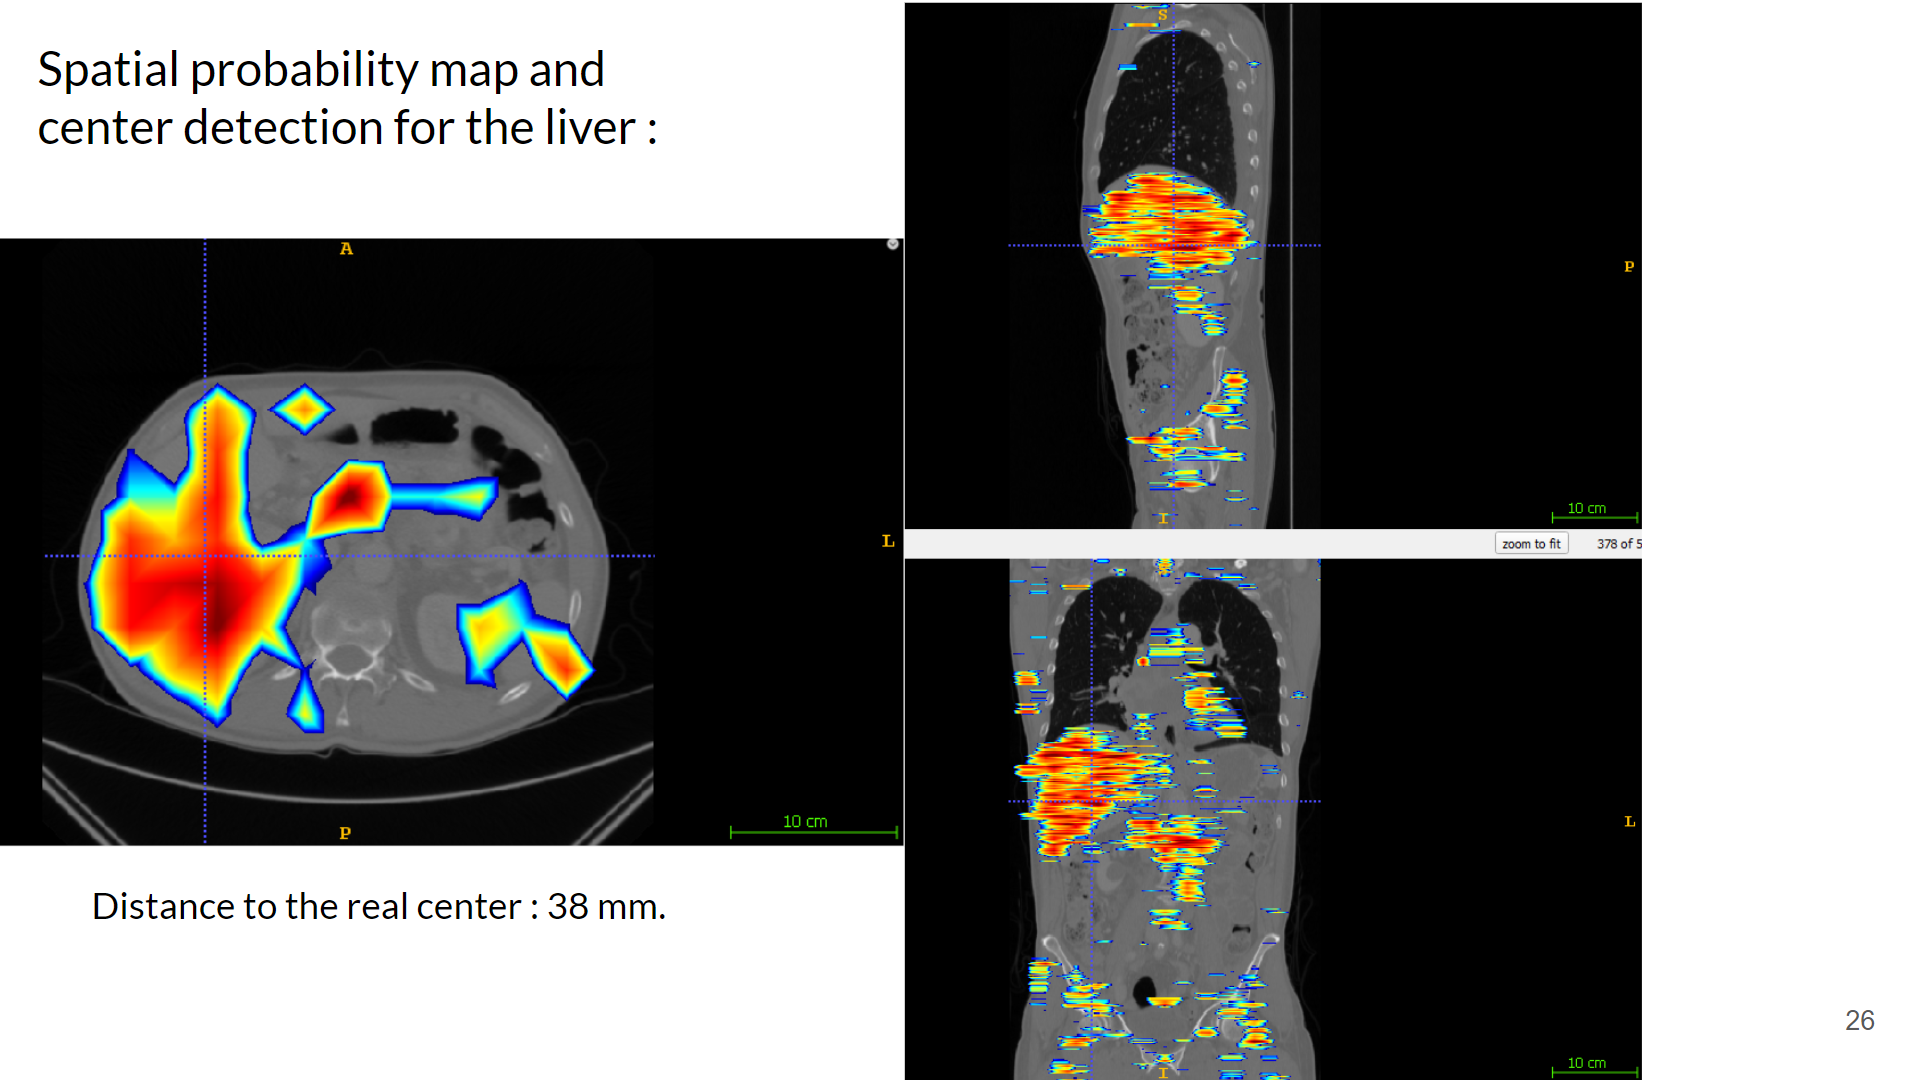 Spatial probability map and
center detection for the liver :
A
L
10 cm
P
Distance to the real center : 38 mm.
S
P
10 cm
I
zoom to fit
378 of 5
S
L
10 cm
I
26